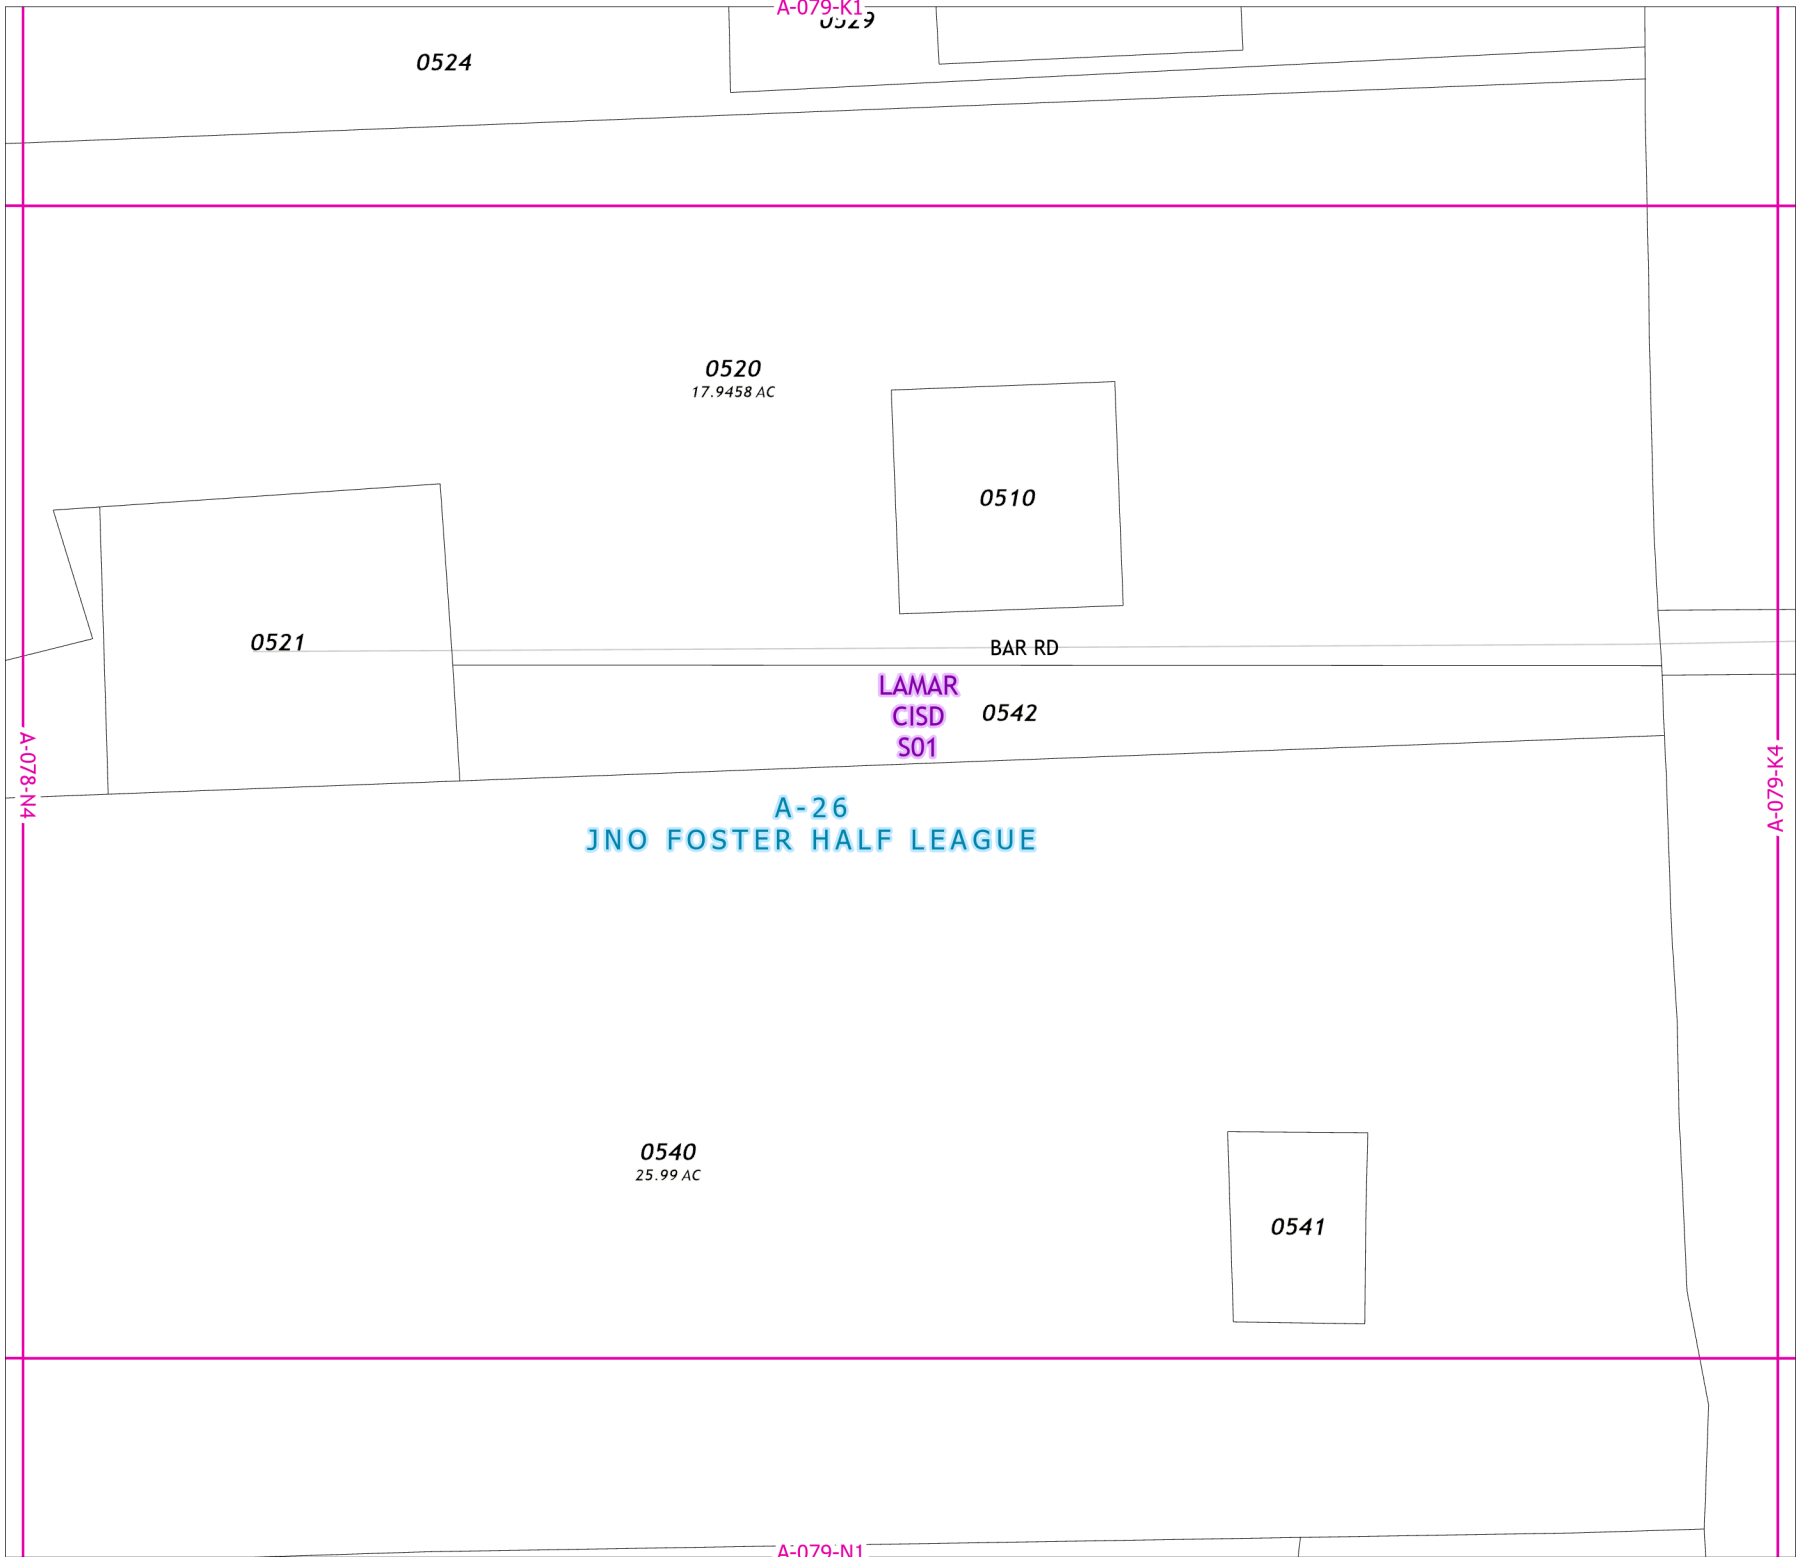 A-079-K1
0529
0524
0520
17.9458 AC
0510
0521
BAR RD
LAMAR
CISD
S01
0542
A-078-N4
A-079-K4
A-26
JNO FOSTER HALF LEAGUE
0540
25.99 AC
0541
A-079-N1